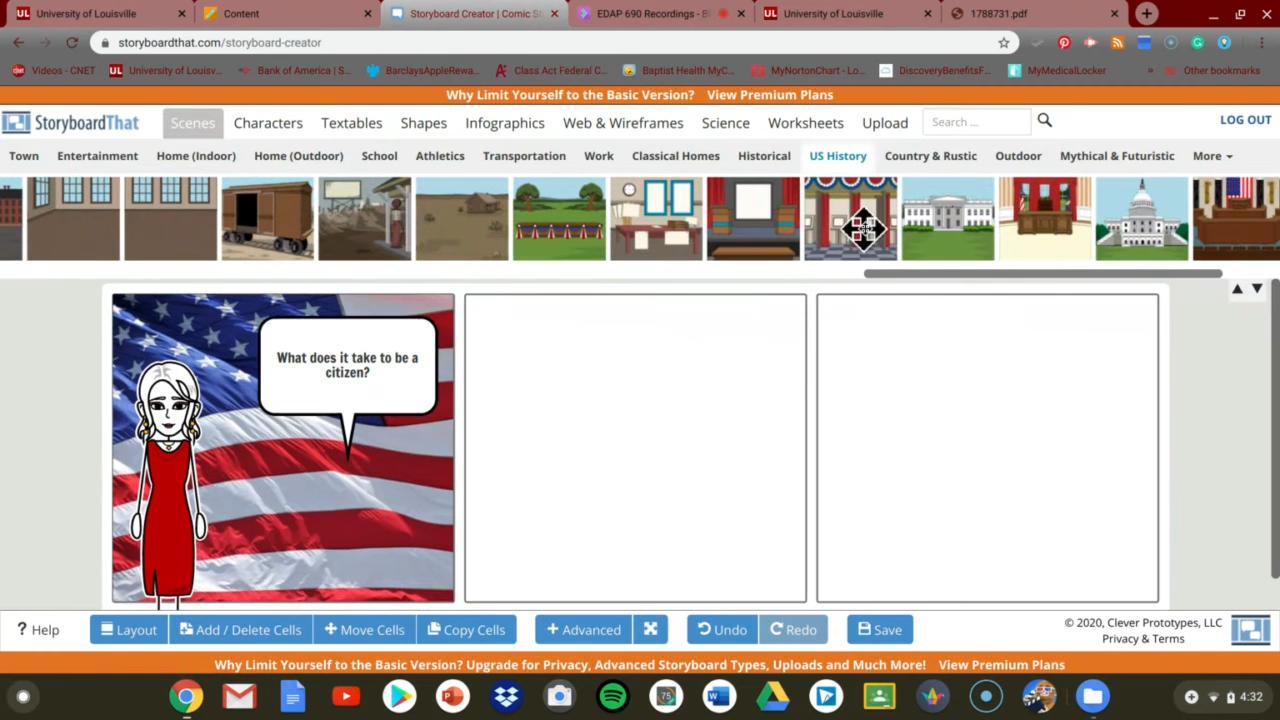 University of Louisville
Content
Storyboard Creator | Comic St
EDAP 690 Recordings - B
University of Louisville
1788731.pdf
storyboardthat.com/storyboard-creator
Videos - CNET
University of Louisv...
Bank of America | S...
BarclaysAppleRewa...
Class Act Federal C...
Baptist Health MyC...
MyNortonChart - Lo...
DiscoveryBenefitsF...
MyMedicalLocker
»
Other bookmarks
Why Limit Yourself to the Basic Version? View Premium Plans
StoryboardThat
Scenes
Characters
Textables
Shapes
Infographics
Web & Wireframes
Science
Worksheets
Upload
Search ...
LOG OUT
Town
Entertainment
Home (Indoor)
Home (Outdoor)
School
Athletics
Transportation
Work
Classical Homes
Historical
US History
Country & Rustic
Outdoor
Mythical & Futuristic
More
What does it take to be a
citizen?
? Help
Layout
Add / Delete Cells
Move Cells
Copy Cells
+ Advanced
Undo
Redo
Save
© 2020, Clever Prototypes, LLC
Privacy & Terms
Why Limit Yourself to the Basic Version? Upgrade for Privacy, Advanced Storyboard Types, Uploads and Much More! View Premium Plans
75
4:32